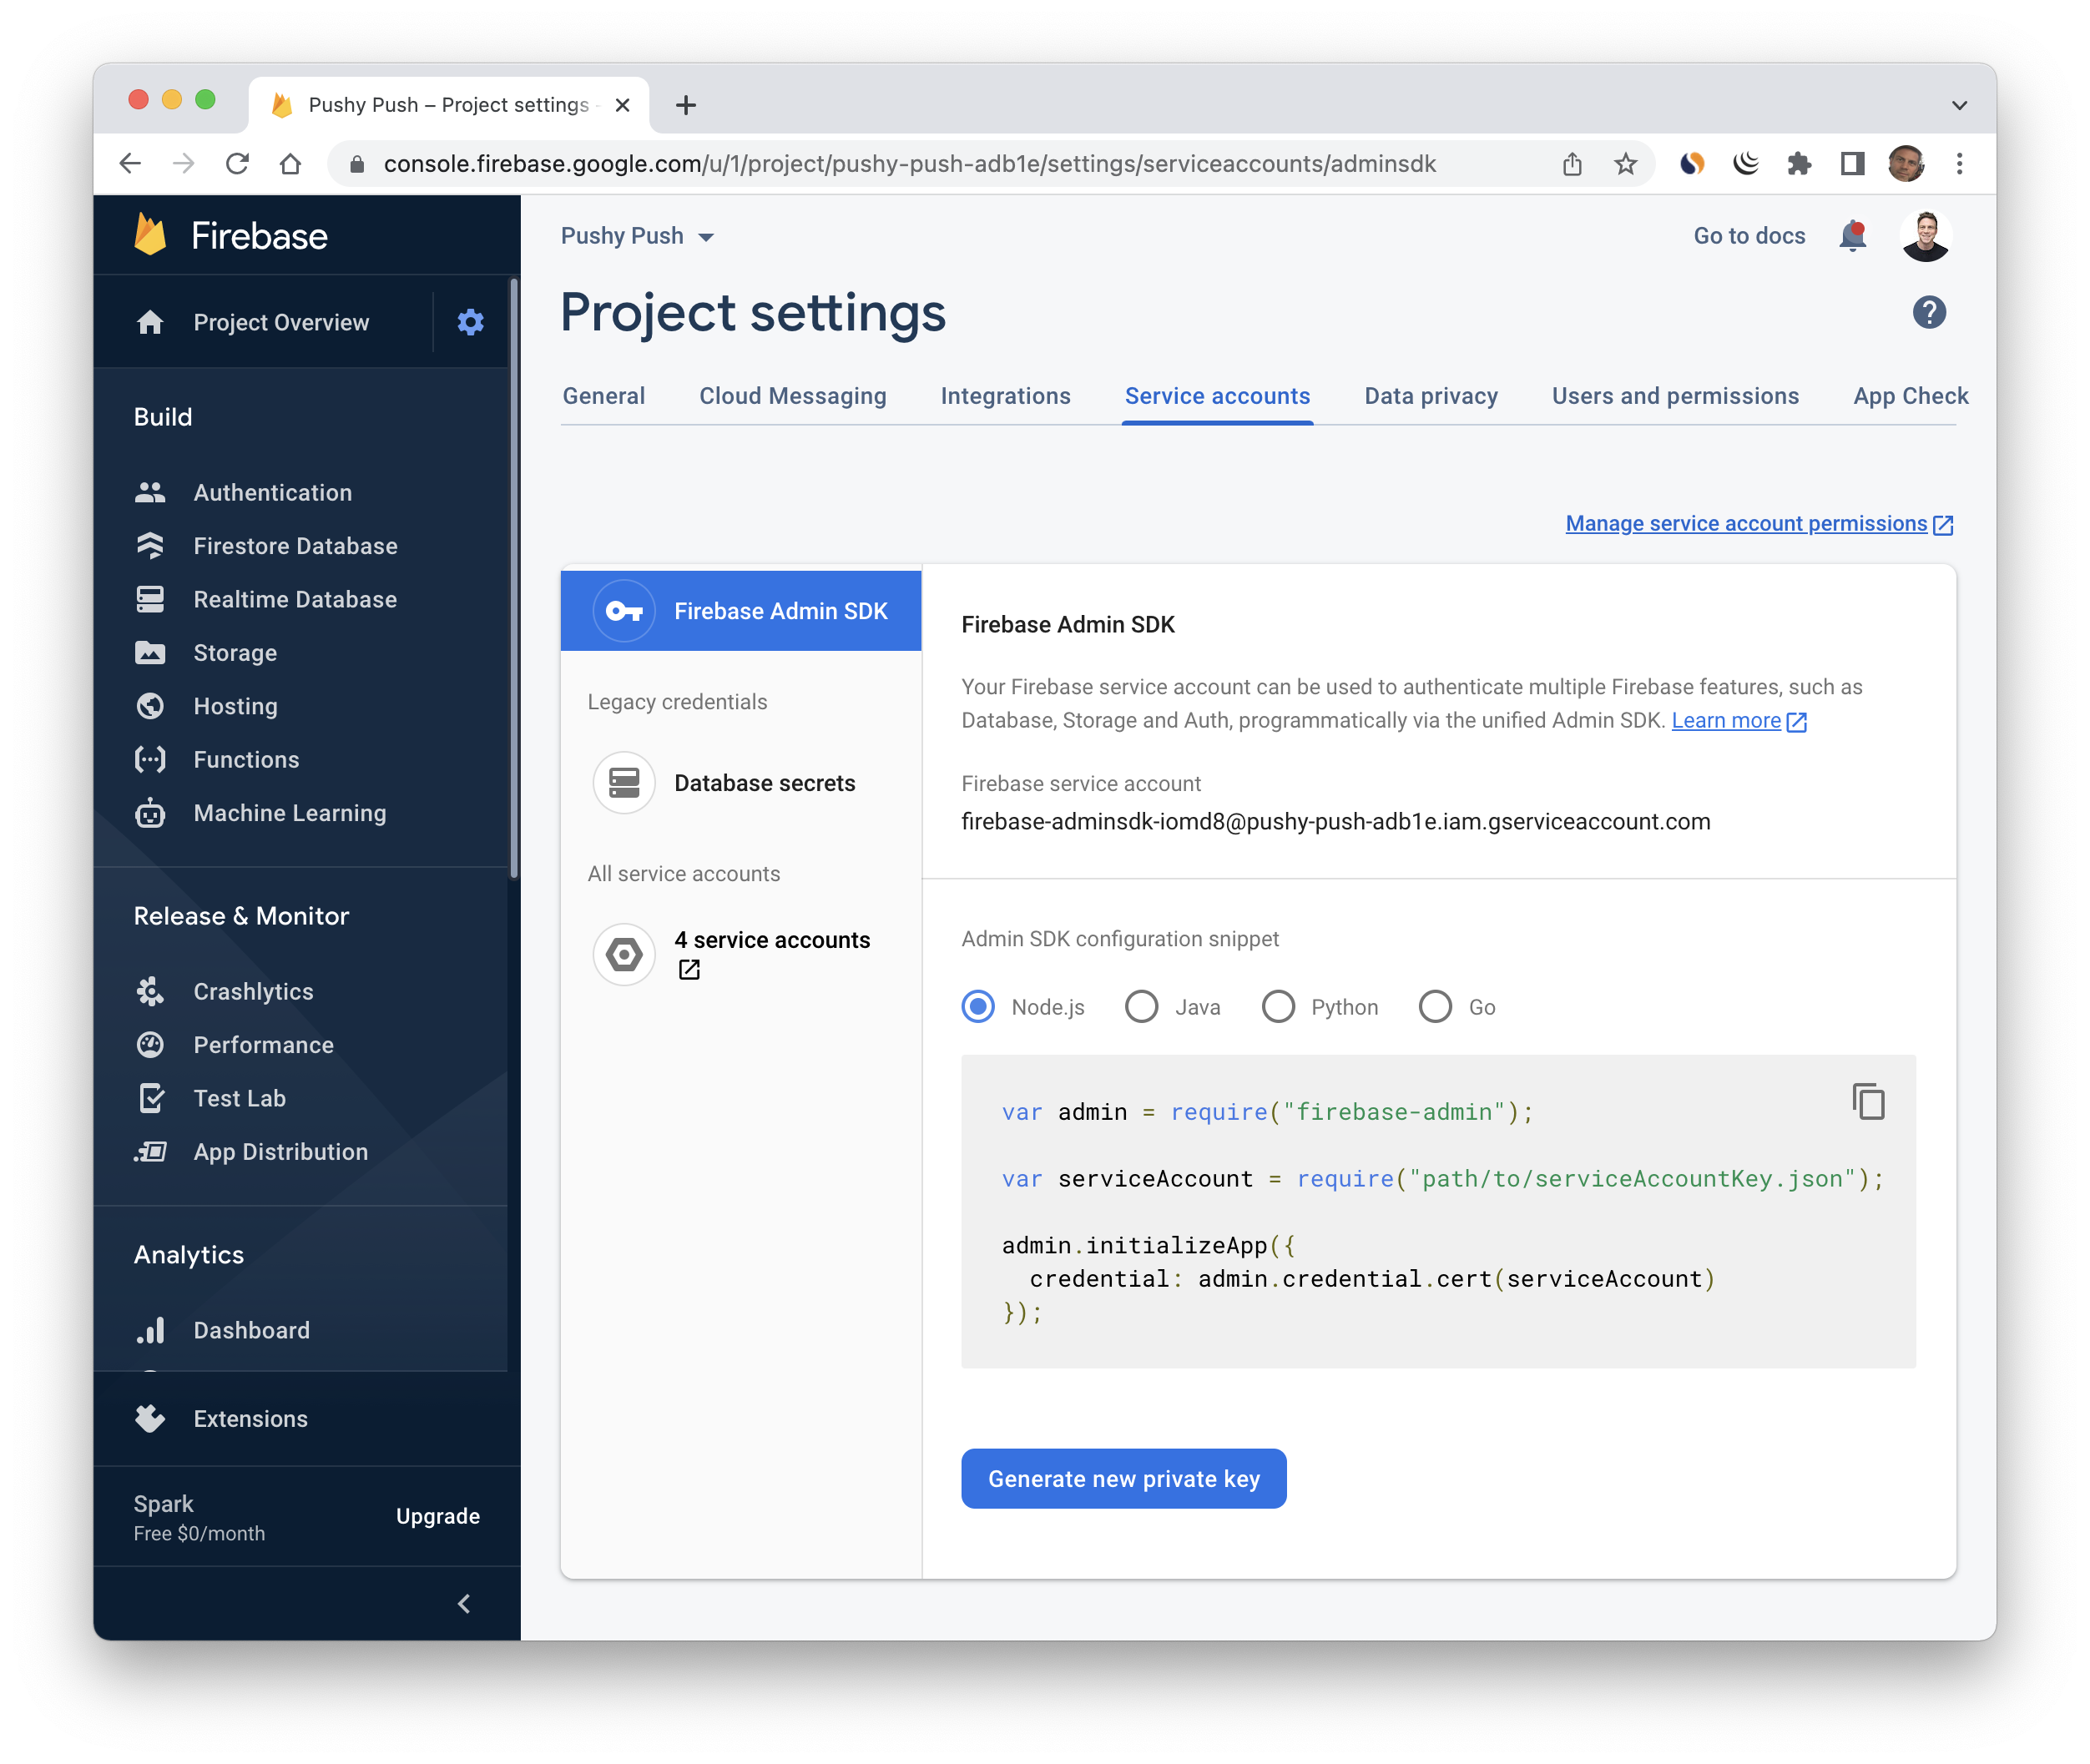 Pushy Push – Project settings -
console.firebase.google.com/u/1/project/pushy-push-adb1e/settings/serviceaccounts/adminsdk
Firebase
Project Overview
Build
Authentication
Firestore Database
Realtime Database
Storage
Hosting
Functions
Machine Learning
Release & Monitor
Crashlytics
Performance
Test Lab
App Distribution
Analytics
Dashboard
Extensions
Spark
Free $0/month
Upgrade
Pushy Push
Go to docs
Project settings
General
Cloud Messaging
Integrations
Service accounts
Data privacy
Users and permissions
App Check
Manage service account permissions
Firebase Admin SDK
Legacy credentials
Database secrets
All service accounts
4 service accounts
Firebase Admin SDK
Your Firebase service account can be used to authenticate multiple Firebase features, such as
Database, Storage and Auth, programmatically via the unified Admin SDK. Learn more
Firebase service account
firebase-adminsdk-iomd8@pushy-push-adb1e.iam.gserviceaccount.com
Admin SDK configuration snippet
Node.js
Java
Python
Go
var admin = require("firebase-admin");
var serviceAccount = require("path/to/serviceAccountKey.json");
admin.initializeApp({
  credential: admin.credential.cert(serviceAccount)
});
Generate new private key